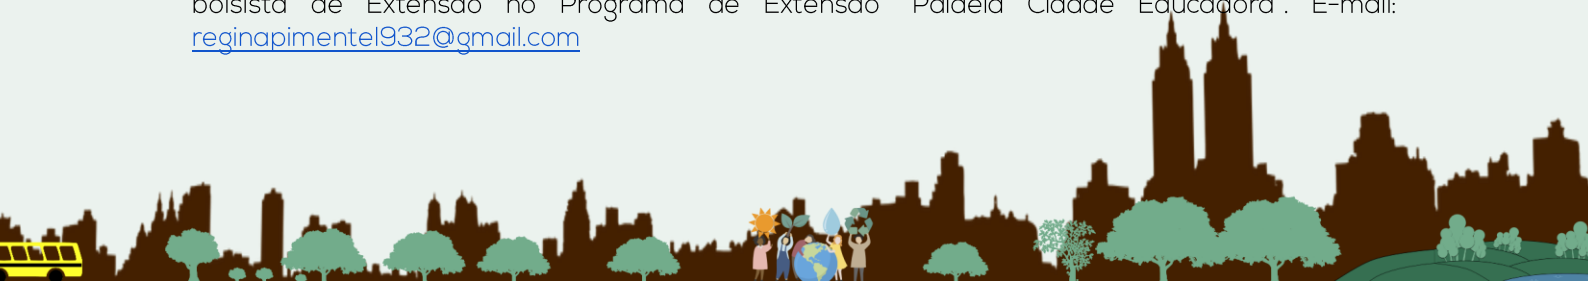 bolsista de Extensão no Programa de Extensão "Paideia Cidade Educadora". E-mail:
reginapimentel932@gmail.com